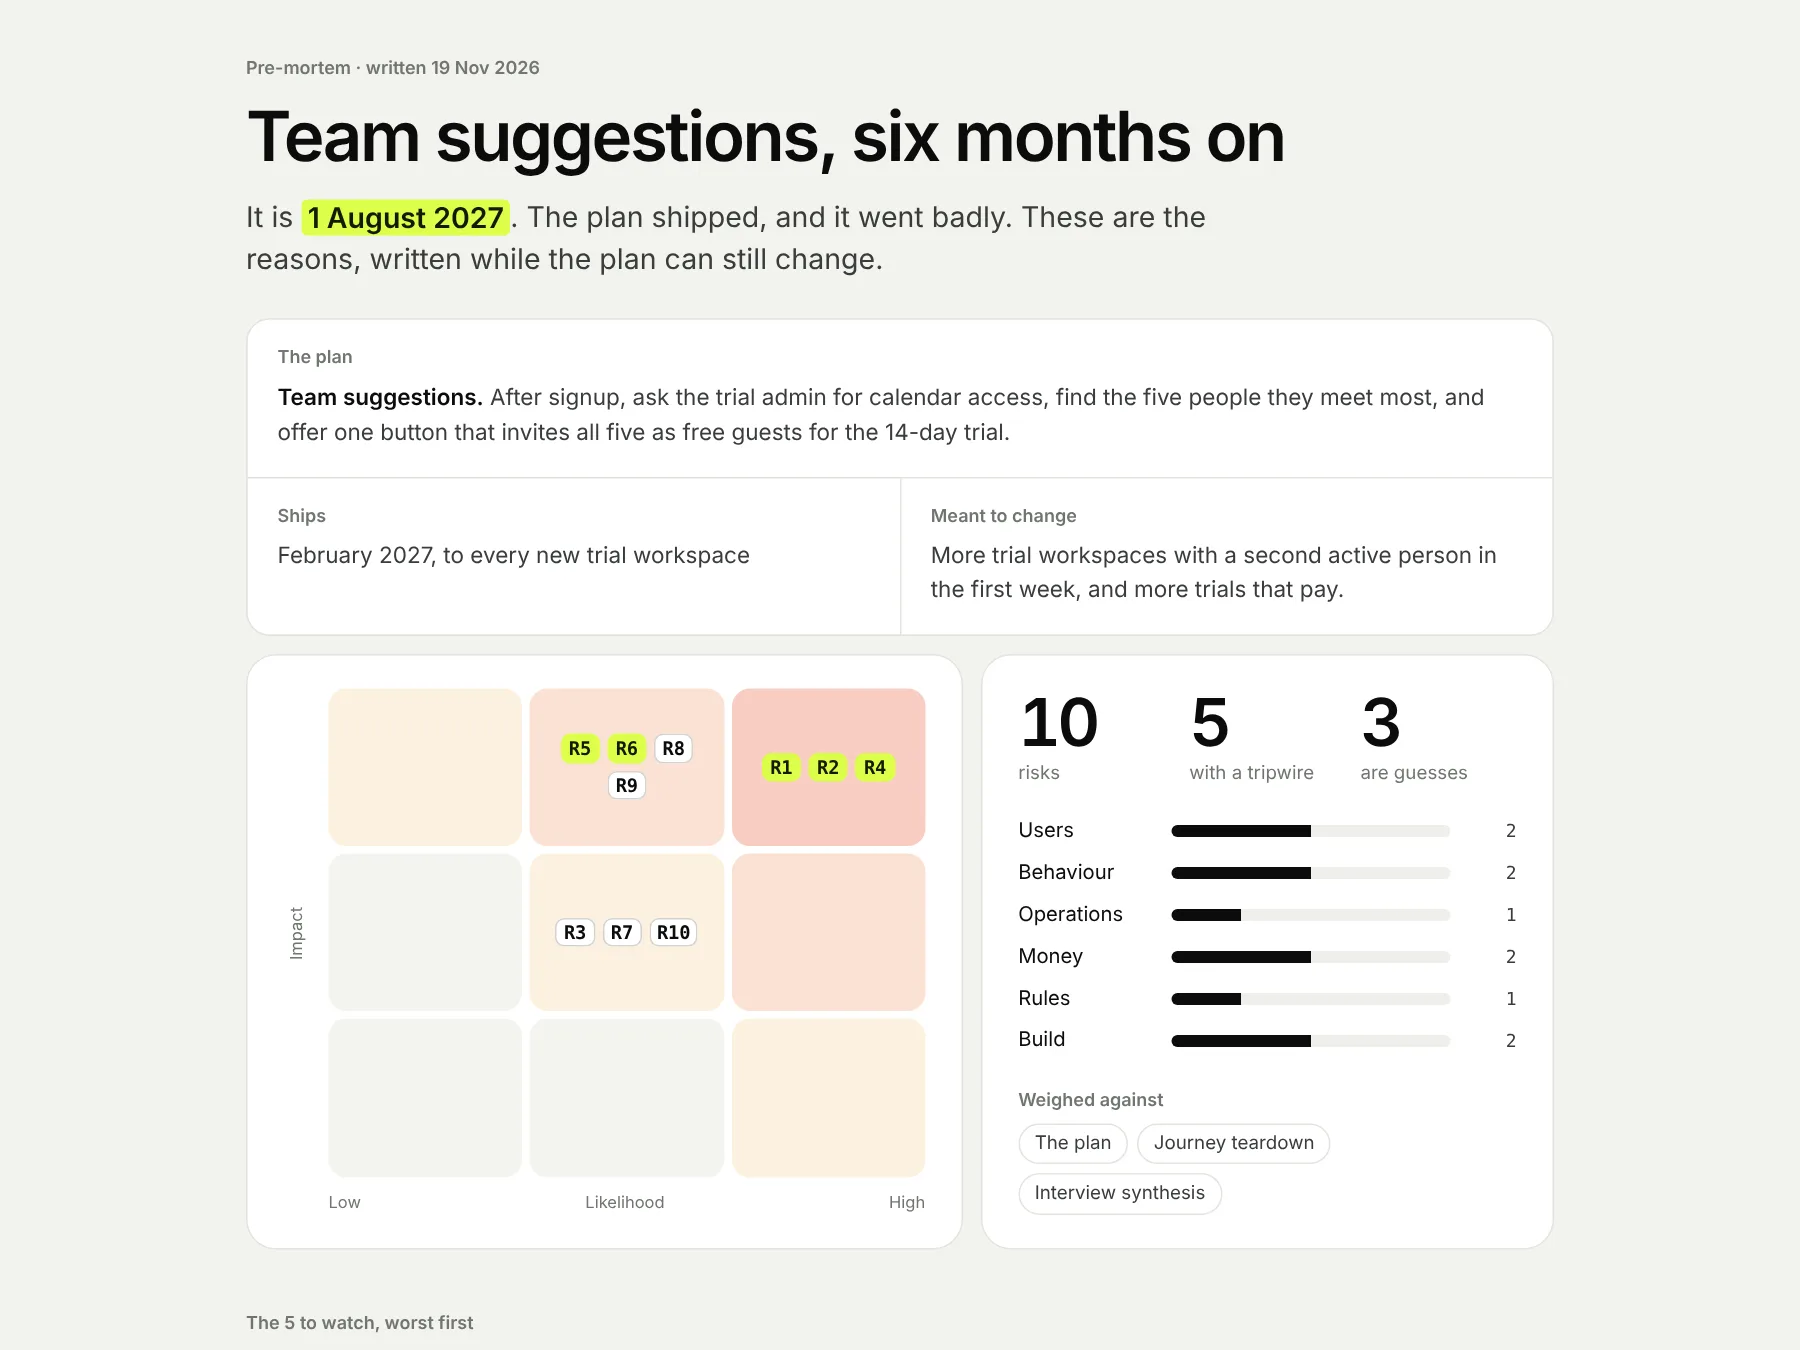 Pre-mortem · written 19 Nov 2026
Team suggestions, six months on
It is 1 August 2027. The plan shipped, and it went badly. These are the
reasons, written while the plan can still change.
The plan
Team suggestions. After signup, ask the trial admin for calendar access, find the five people they meet most, and
offer one button that invites all five as free guests for the 14-day trial.
Ships
February 2027, to every new trial workspace
Meant to change
More trial workspaces with a second active person in
the first week, and more trials that pay.
Impact
R5 R6 R8
R9
R1 R2 R4
R3 R7 R10
Low Likelihood High
10 5 3
risks with a tripwire are guesses
Users 2
Behaviour 2
Operations 1
Money 2
Rules 1
Build 2
Weighed against
The plan Journey teardown
Interview synthesis
The 5 to watch, worst first